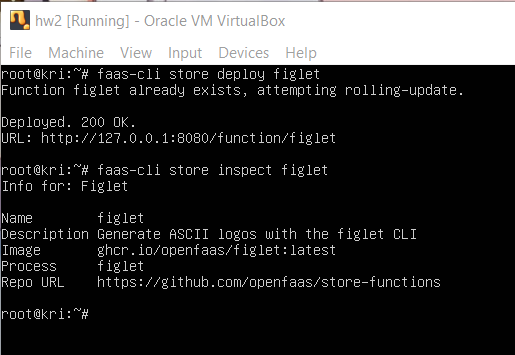 hw2 [Running] - Oracle VM VirtualBox
File Machine View Input Devices Help
root@kri:~# faas-cli store deploy figlet
Function figlet already exists, attempting rolling-update.
Deployed. 200 OK.
URL: http://127.0.0.1:8080/function/figlet
root@kri:~# faas-cli store inspect figlet
Info for: Figlet
Name figlet
Description Generate ASCII logos with the figlet CLI
Image ghcr.io/openfaas/figlet:latest
Process figlet
Repo URL https://github.com/openfaas/store-functions
root@kri:~#